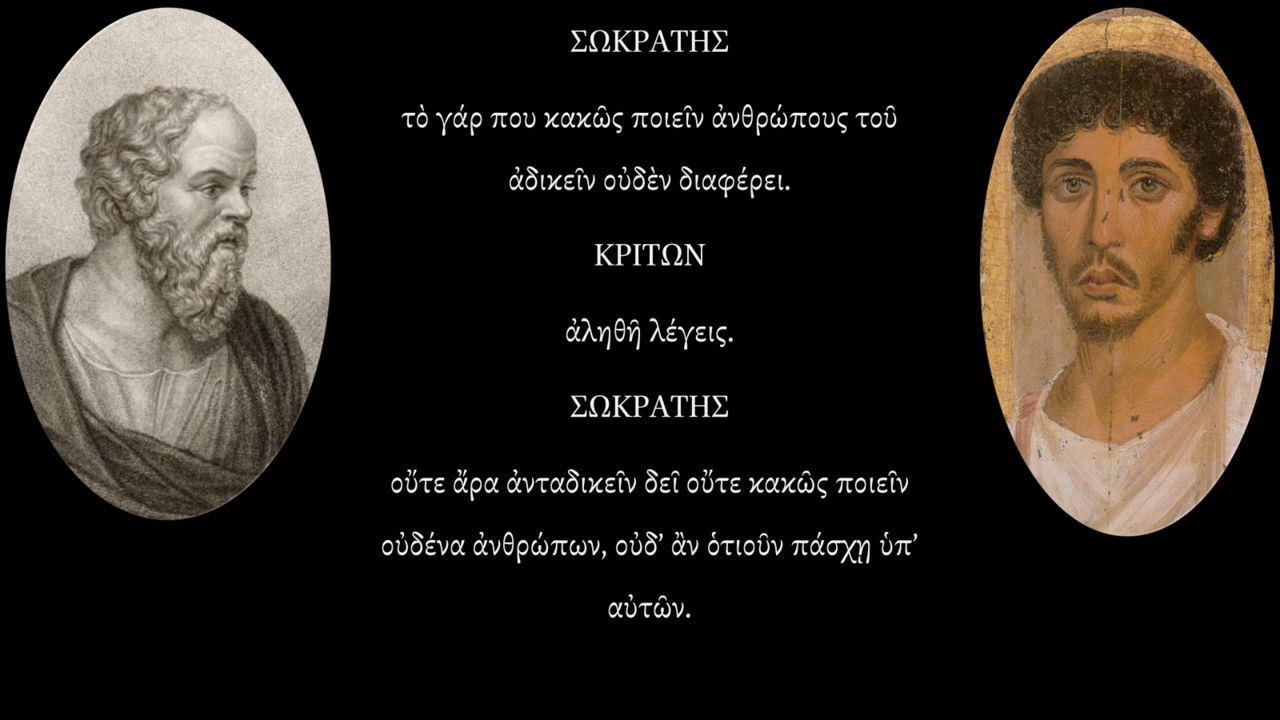 ΣΩΚΡΑΤΗΣ
τὸ γάρ που κακῶς ποιεῖν ἀνθρώπους τοῦ
ἀδικεῖν οὐδὲν διαφέρει.
ΚΡΙΤΩΝ
ἀληθῆ λέγεις.
ΣΩΚΡΑΤΗΣ
οὔτε ἄρα ἀνταδικεῖν δεῖ οὔτε κακῶς ποιεῖν
οὐδένα ἀνθρώπων, οὐδ’ ἂν ὁτιοῦν πάσχῃ ὑπ’
αὐτῶν.